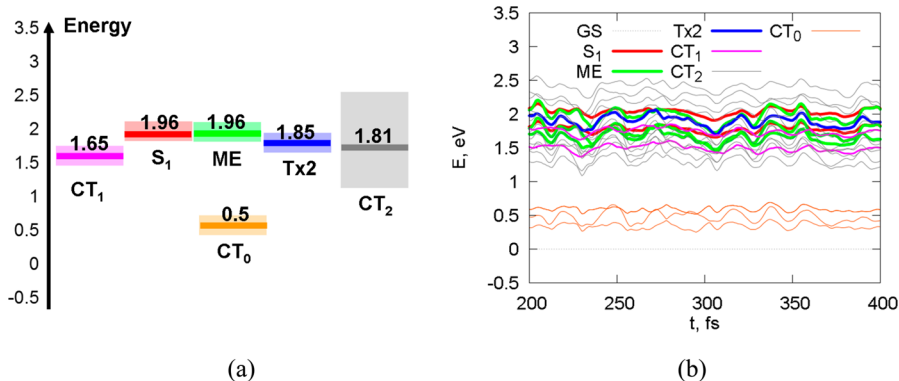 3.5
Energy
3
2.5
2
1.5
1
0.5
0
-0.5
1.65
CT1
1.96
S1
1.96
ME
1.85
Tx2
1.81
CT2
0.5
CT0
(a)
E, eV
3.5
3
2.5
2
1.5
1
0.5
0
-0.5
GS Tx2 CT0
S1 CT1
ME CT2
200 250 300 350 400
t, fs
(b)